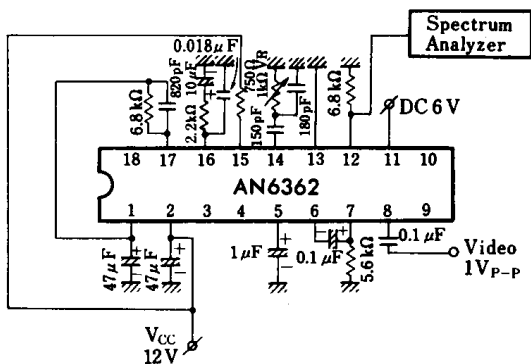 Spectrum
Analyzer
0.018μF
820pF
10μF
750Ω
VR
1kΩ
6.8kΩ
2.2kΩ
150pF
180pF
6.8kΩ
DC 6V
18 17 16 15 14 13 12 11 10
AN6362
1 2 3 4 5 6 7 8 9
47μF
47μF
1μF
0.1μF
5.6kΩ
0.1μF
Video
1VP-P
VCC
12V